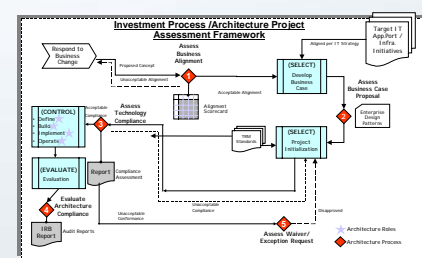 Investment Process /Architecture Project
Assessment Framework
Respond to
Business
Change
Assess
Business
Alignment
Aligned per IT Strategy
Target IT
App.Port /
Infra.
Initiatives
Proposed Concept
Unacceptable Alignment
1
Acceptable Alignment
(SELECT)
Develop
Business
Case
Assess
Business Case
Proposal
Alignment
Scorecard
2
Enterprise
Design
Patterns
(CONTROL)
• Define
• Build
• Implement
• Operate
Acceptable
Compliance
Assess
Technology
Compliance
3
TRM
Standards
(SELECT)
Project
Initialization
(EVALUATE)
Evaluation
Report
Compliance
Assessment
Unacceptable
Compliance
4
Evaluate
Architecture
Compliance
Unacceptable
Conformance
Disapproved
5
IRB
Report
Audit Reports
Assess Waiver/
Exception Request
Architecture Roles
Architecture Process